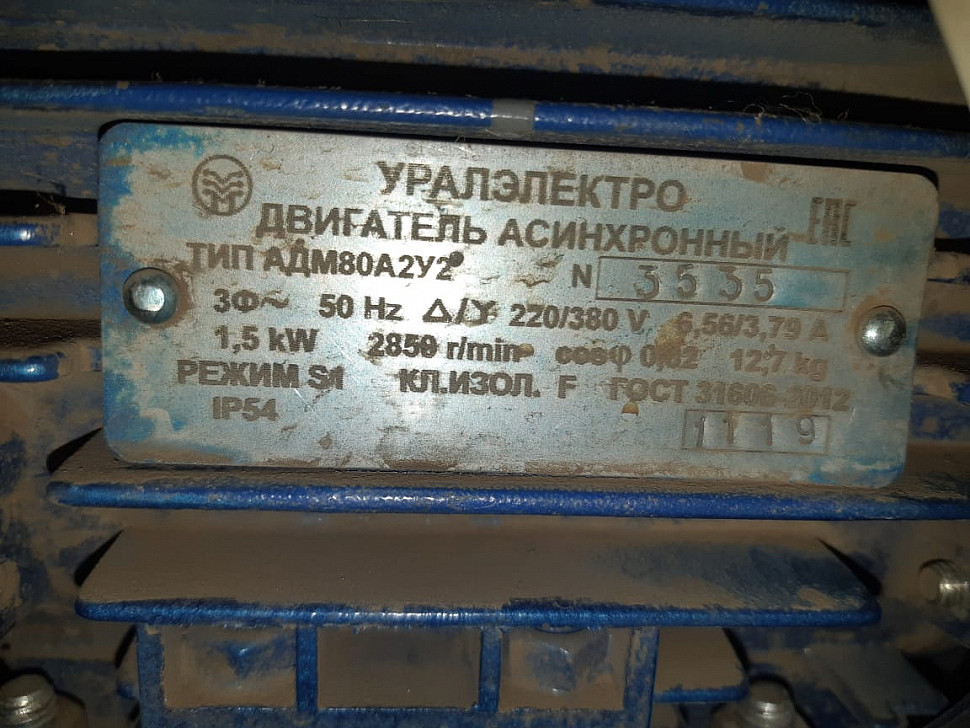 УРАЛЭЛЕКТРО
ДВИГАТЕЛЬ АСИНХРОННЫЙ ЕАС
ТИП АДМ80А2У2 N 3535
3Ф~ 50 Hz Δ/Y 220/380 V 6,56/3,79 A
1,5 kW 2850 r/min cosφ 0,82 12,7 kg
РЕЖИМ S1 КЛ.ИЗОЛ. F ГОСТ 31606-2012
IP54 1119